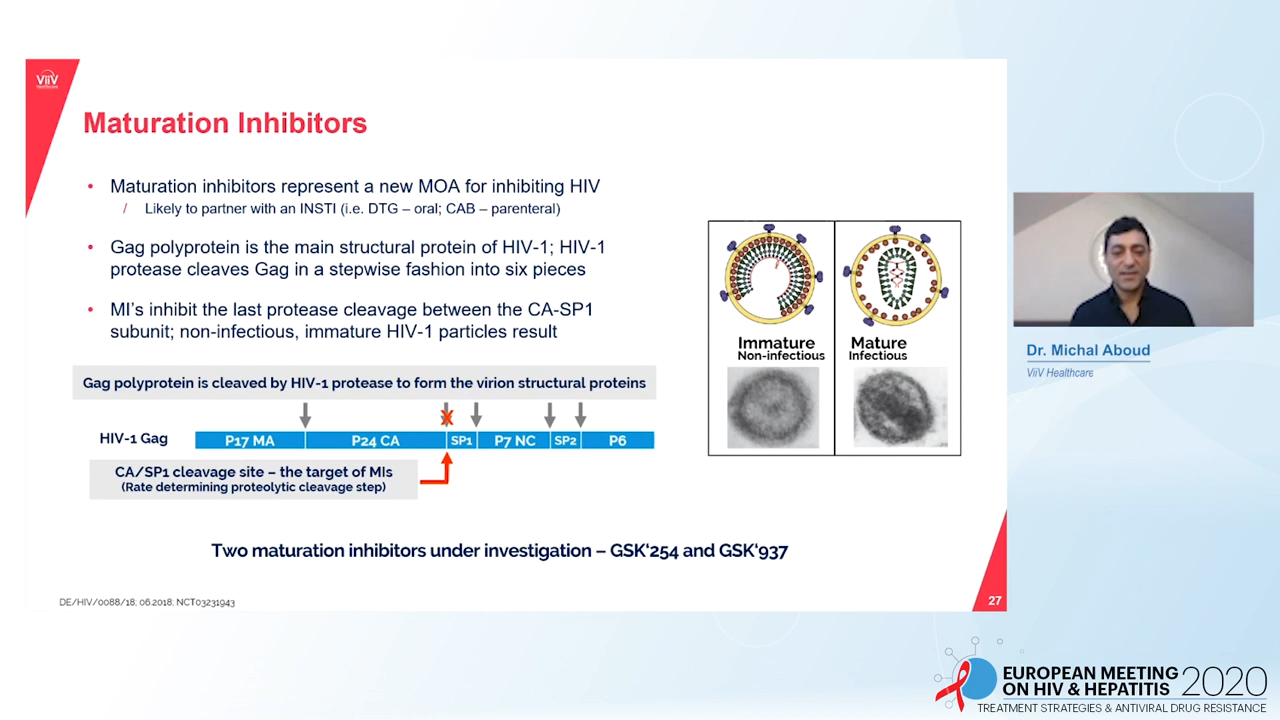 ViiV
Healthcare
Maturation Inhibitors
• Maturation inhibitors represent a new MOA for inhibiting HIV
/ Likely to partner with an INSTI (i.e. DTG – oral; CAB – parenteral)
• Gag polyprotein is the main structural protein of HIV-1; HIV-1
protease cleaves Gag in a stepwise fashion into six pieces
• MI’s inhibit the last protease cleavage between the CA-SP1
subunit; non-infectious, immature HIV-1 particles result
Gag polyprotein is cleaved by HIV-1 protease to form the virion structural proteins
X
HIV-1 Gag
P17 MA
P24 CA
SP1
P7 NC
SP2
P6
CA/SP1 cleavage site – the target of MIs
(Rate determining proteolytic cleavage step)
Immature
Non-infectious
Mature
Infectious
Two maturation inhibitors under investigation – GSK‘254 and GSK‘937
DE/HIV/0088/18; 06.2018; NCT03231943
27
Dr. Michal Aboud
ViiV Healthcare
EUROPEAN MEETING
ON HIV & HEPATITIS 2020
TREATMENT STRATEGIES & ANTIVIRAL DRUG RESISTANCE